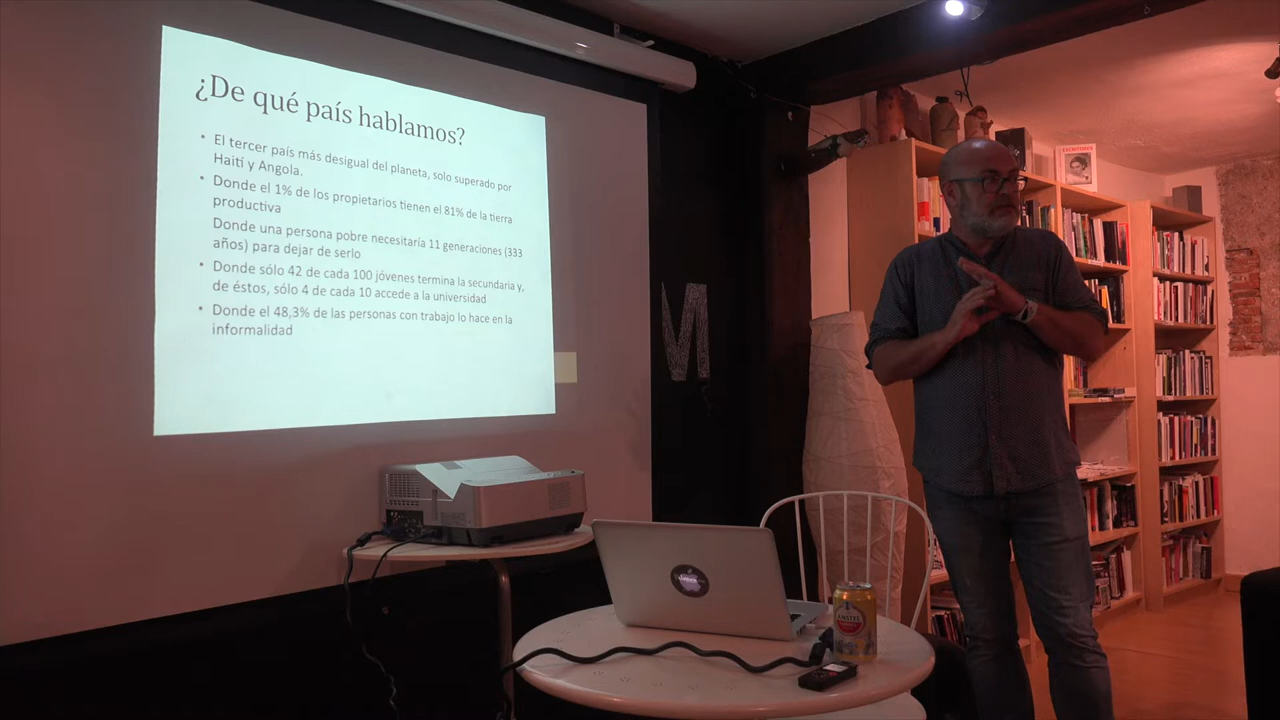 ¿De qué país hablamos?
• El tercer país más desigual del planeta, solo superado por
Haití y Angola.
• Donde el 1% de los propietarios tienen el 81% de la tierra
productiva
Donde una persona pobre necesitaría 11 generaciones (333
años) para dejar de serlo
• Donde sólo 42 de cada 100 jóvenes termina la secundaria y,
de éstos, sólo 4 de cada 10 accede a la universidad
• Donde el 48,3% de las personas con trabajo lo hace en la
informalidad
M
AMSTEL